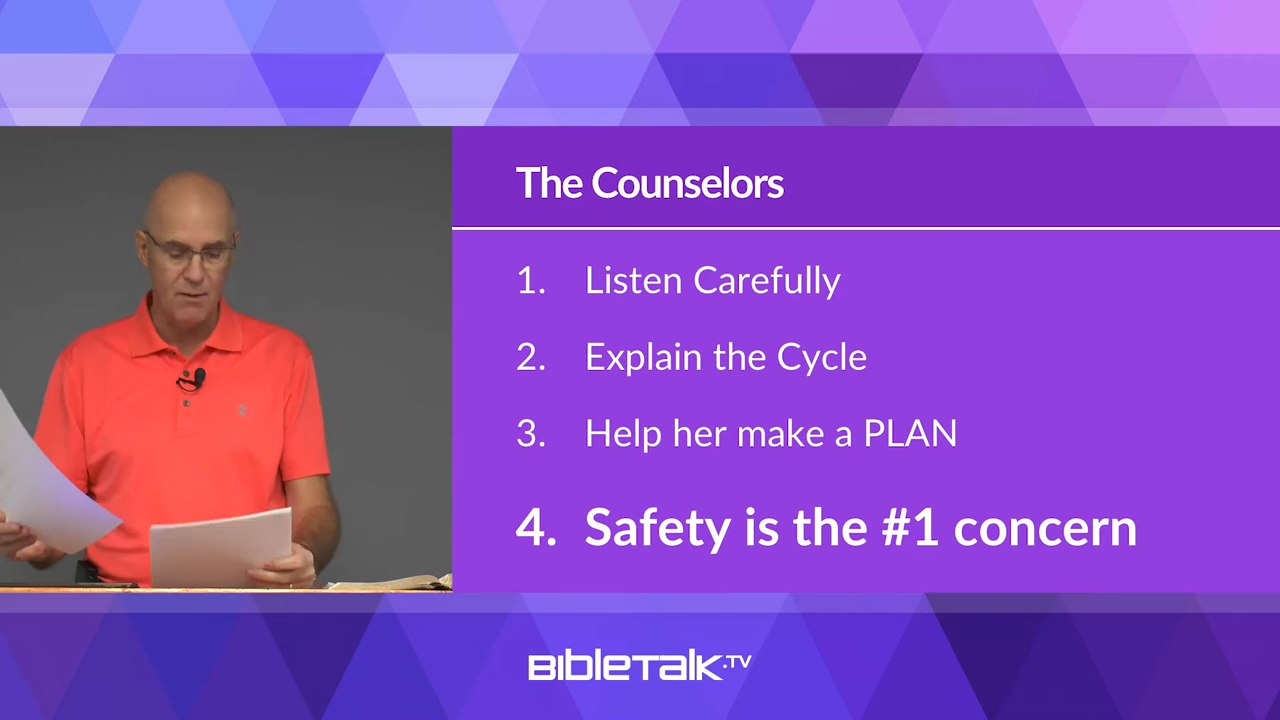 The Counselors
1. Listen Carefully
2. Explain the Cycle
3. Help her make a PLAN
4. Safety is the #1 concern
BibleTalk.TV